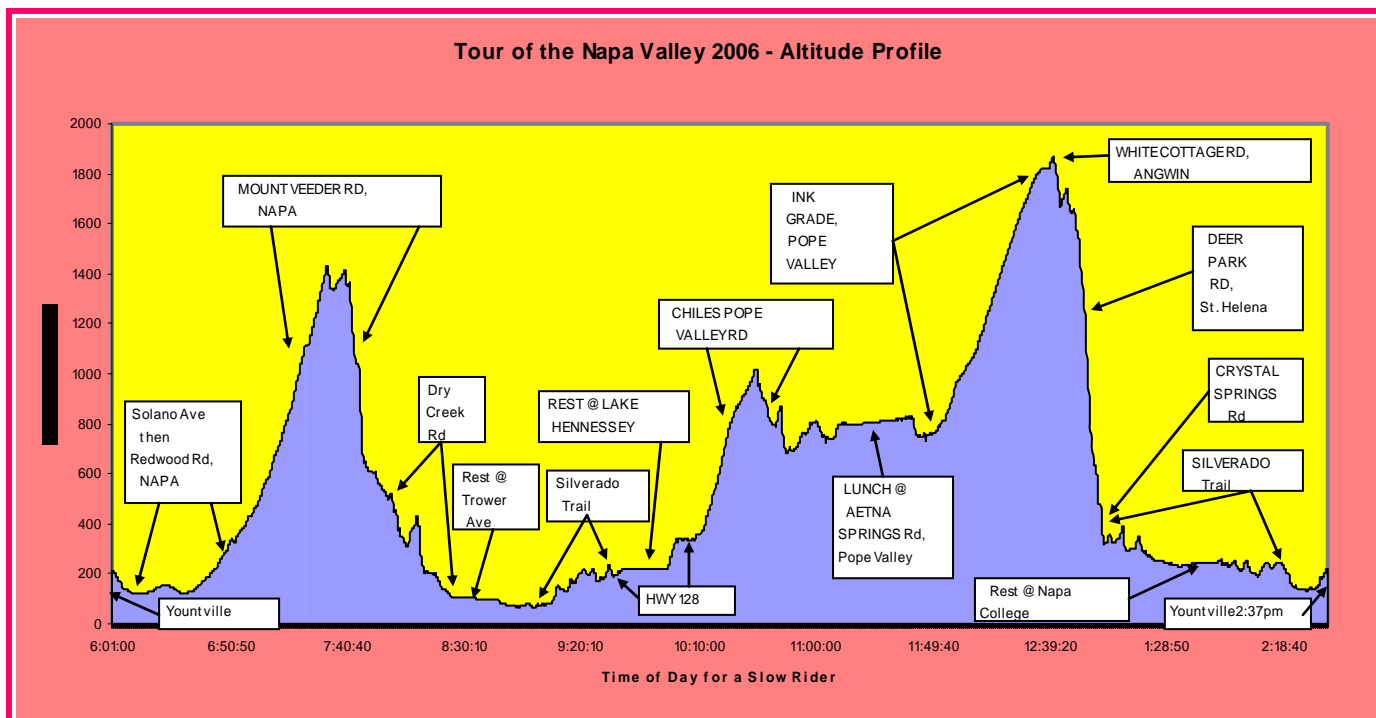 Tour of the Napa Valley 2006 - Altitude Profile
2000
1800
1600
1400
1200
1000
800
600
400
200
0
MOUNT VEEDER RD,
NAPA
Solano Ave
then
Redwood Rd,
NAPA
Yountville
Dry
Creek
Rd
Rest @
Trower
Ave
REST @ LAKE
HENNESSEY
Silverado
Trail
HWY 128
CHILES POPE
VALLEY RD
INK
GRADE,
POPE
VALLEY
LUNCH @
AETNA
SPRINGS Rd,
Pope Valley
WHITE COTTAGE RD,
ANGWIN
DEER
PARK
RD,
St. Helena
CRYSTAL
SPRINGS
Rd
SILVERADO
Trail
Rest @ Napa
College
Yountville 2:37pm
6:01:00
6:50:50
7:40:40
8:30:10
9:20:10
10:10:00
11:00:00
11:49:40
12:39:20
1:28:50
2:18:40
Time of Day for a Slow Rider